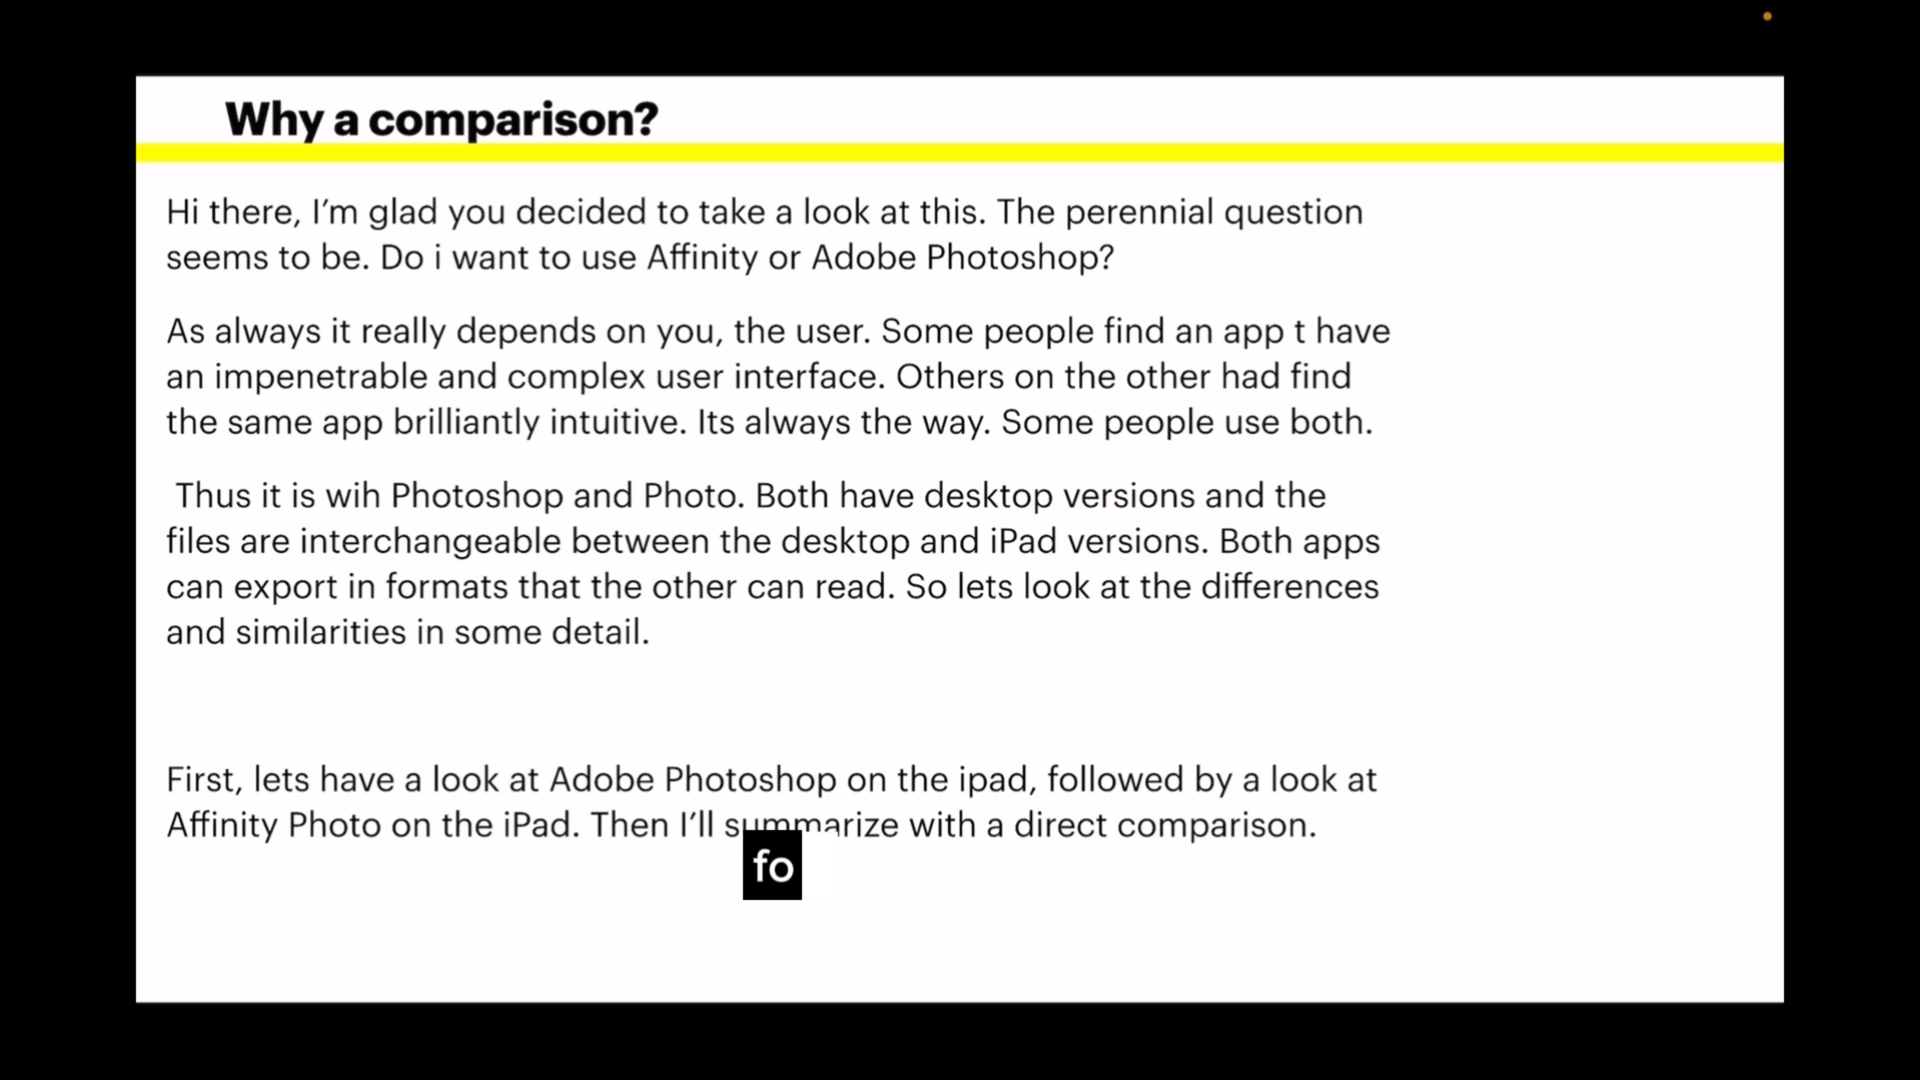 Why a comparison?
Hi there, I’m glad you decided to take a look at this. The perennial question
seems to be. Do i want to use Affinity or Adobe Photoshop?
As always it really depends on you, the user. Some people find an app t have
an impenetrable and complex user interface. Others on the other had find
the same app brilliantly intuitive. Its always the way. Some people use both.
Thus it is wih Photoshop and Photo. Both have desktop versions and the
files are interchangeable between the desktop and iPad versions. Both apps
can export in formats that the other can read. So lets look at the differences
and similarities in some detail.
First, lets have a look at Adobe Photoshop on the ipad, followed by a look at
Affinity Photo on the iPad. Then I’ll summarize with a direct comparison.
fo